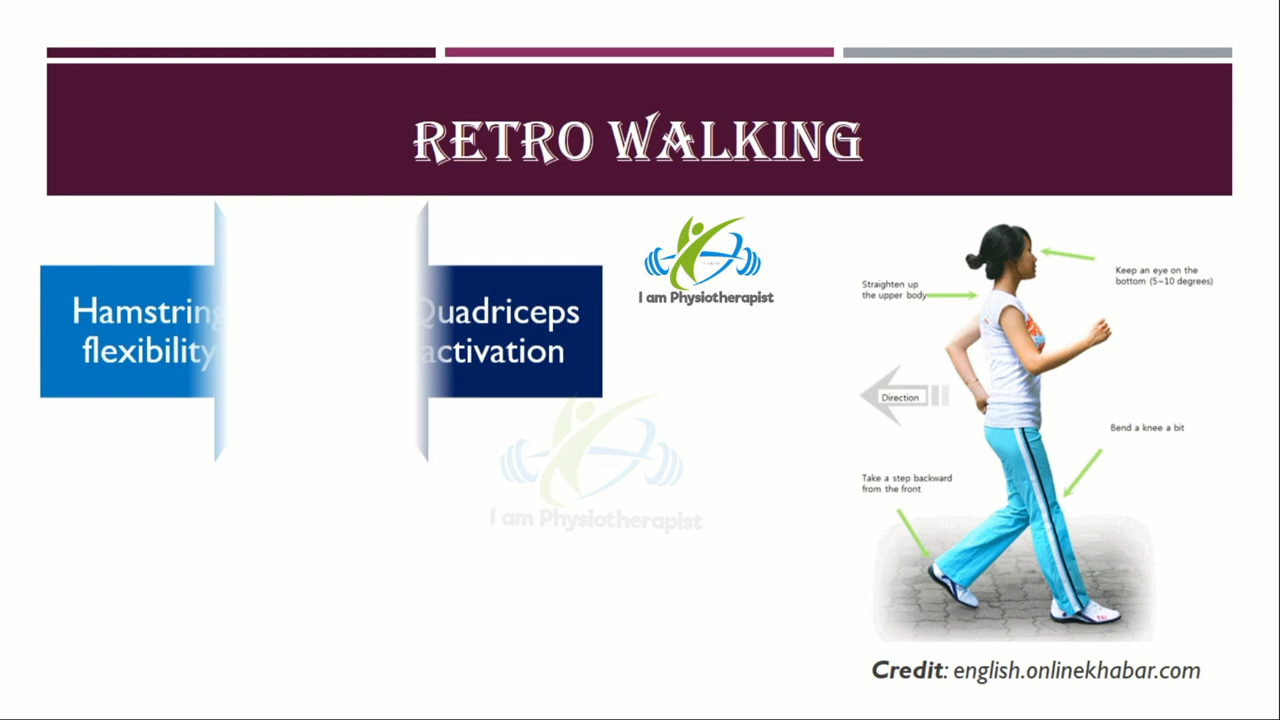 RETRO WALKING
Hamstring
flexibility
Quadriceps
activation
I am Physiotherapist
Straighten up
the upper body
Keep an eye on the
bottom (5~10 degrees)
Direction
Bend a knee a bit
Take a step backward
from the front
I am Physiotherapist
Credit: english.onlinekhabar.com